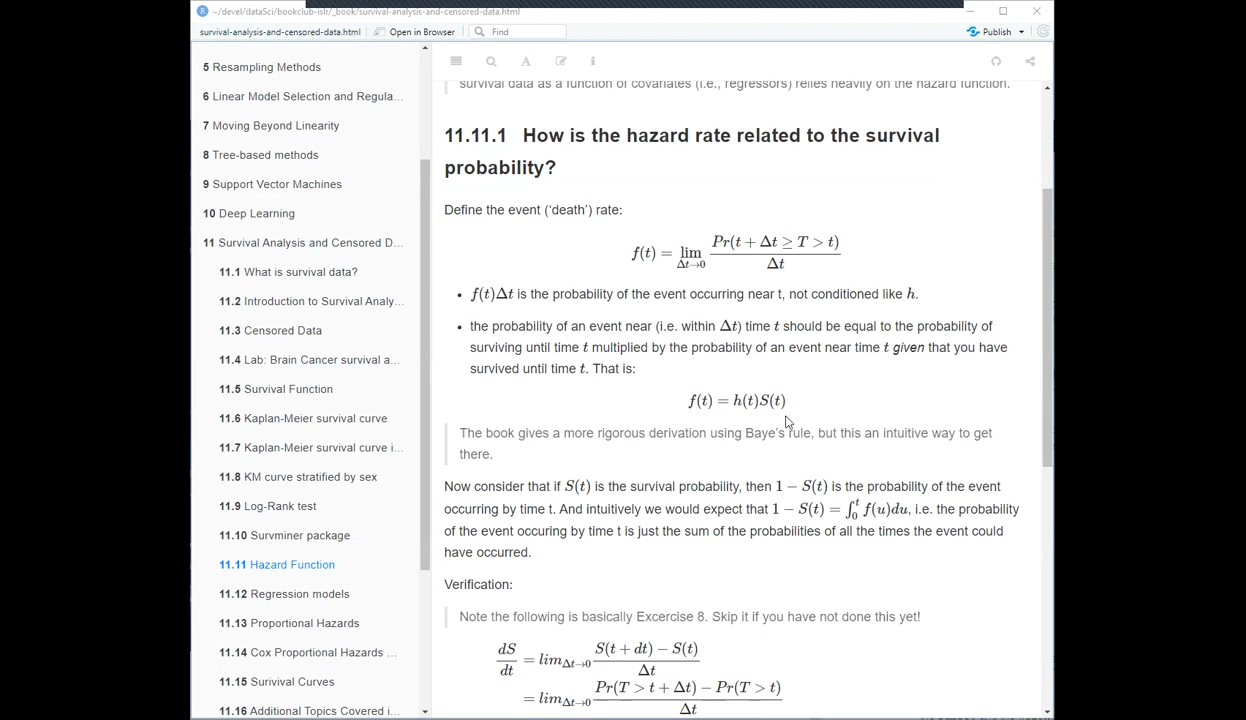 ~/devel/dataSci/bookclub-islr/_book/survival-analysis-and-censored-data.html
survival-analysis-and-censored-data.html
Open in Browser
Find
Publish
5 Resampling Methods
6 Linear Model Selection and Regula...
7 Moving Beyond Linearity
8 Tree-based methods
9 Support Vector Machines
10 Deep Learning
11 Survival Analysis and Censored D...
11.1 What is survival data?
11.2 Introduction to Survival Analy...
11.3 Censored Data
11.4 Lab: Brain Cancer survival a...
11.5 Survival Function
11.6 Kaplan-Meier survival curve
11.7 Kaplan-Meier survival curve i...
11.8 KM curve stratified by sex
11.9 Log-Rank test
11.10 Survminer package
11.11 Hazard Function
11.12 Regression models
11.13 Proportional Hazards
11.14 Cox Proportional Hazards ...
11.15 Surivival Curves
11.16 Additional Topics Covered i...
survival data as a function of covariates (i.e., regressors) relies heavily on the hazard function.
11.11.1 How is the hazard rate related to the survival
probability?
Define the event (‘death’) rate:
f(t) = lim_{Δt→0} Pr(t + Δt ≥ T > t) / Δt
• f(t)Δt is the probability of the event occurring near t, not conditioned like h.
• the probability of an event near (i.e. within Δt) time t should be equal to the probability of
surviving until time t multiplied by the probability of an event near time t given that you have
survived until time t. That is:
f(t) = h(t)S(t)
The book gives a more rigorous derivation using Baye’s rule, but this an intuitive way to get
there.
Now consider that if S(t) is the survival probability, then 1 − S(t) is the probability of the event
occurring by time t. And intuitively we would expect that 1 − S(t) = ∫_0^t f(u)du, i.e. the probability
of the event occuring by time t is just the sum of the probabilities of all the times the event could
have occurred.
Verification:
Note the following is basically Excercise 8. Skip it if you have not done this yet!
dS/dt = lim_{Δt→0} S(t + dt) − S(t) / Δt
= lim_{Δt→0} Pr(T > t + Δt) − Pr(T > t) / Δt